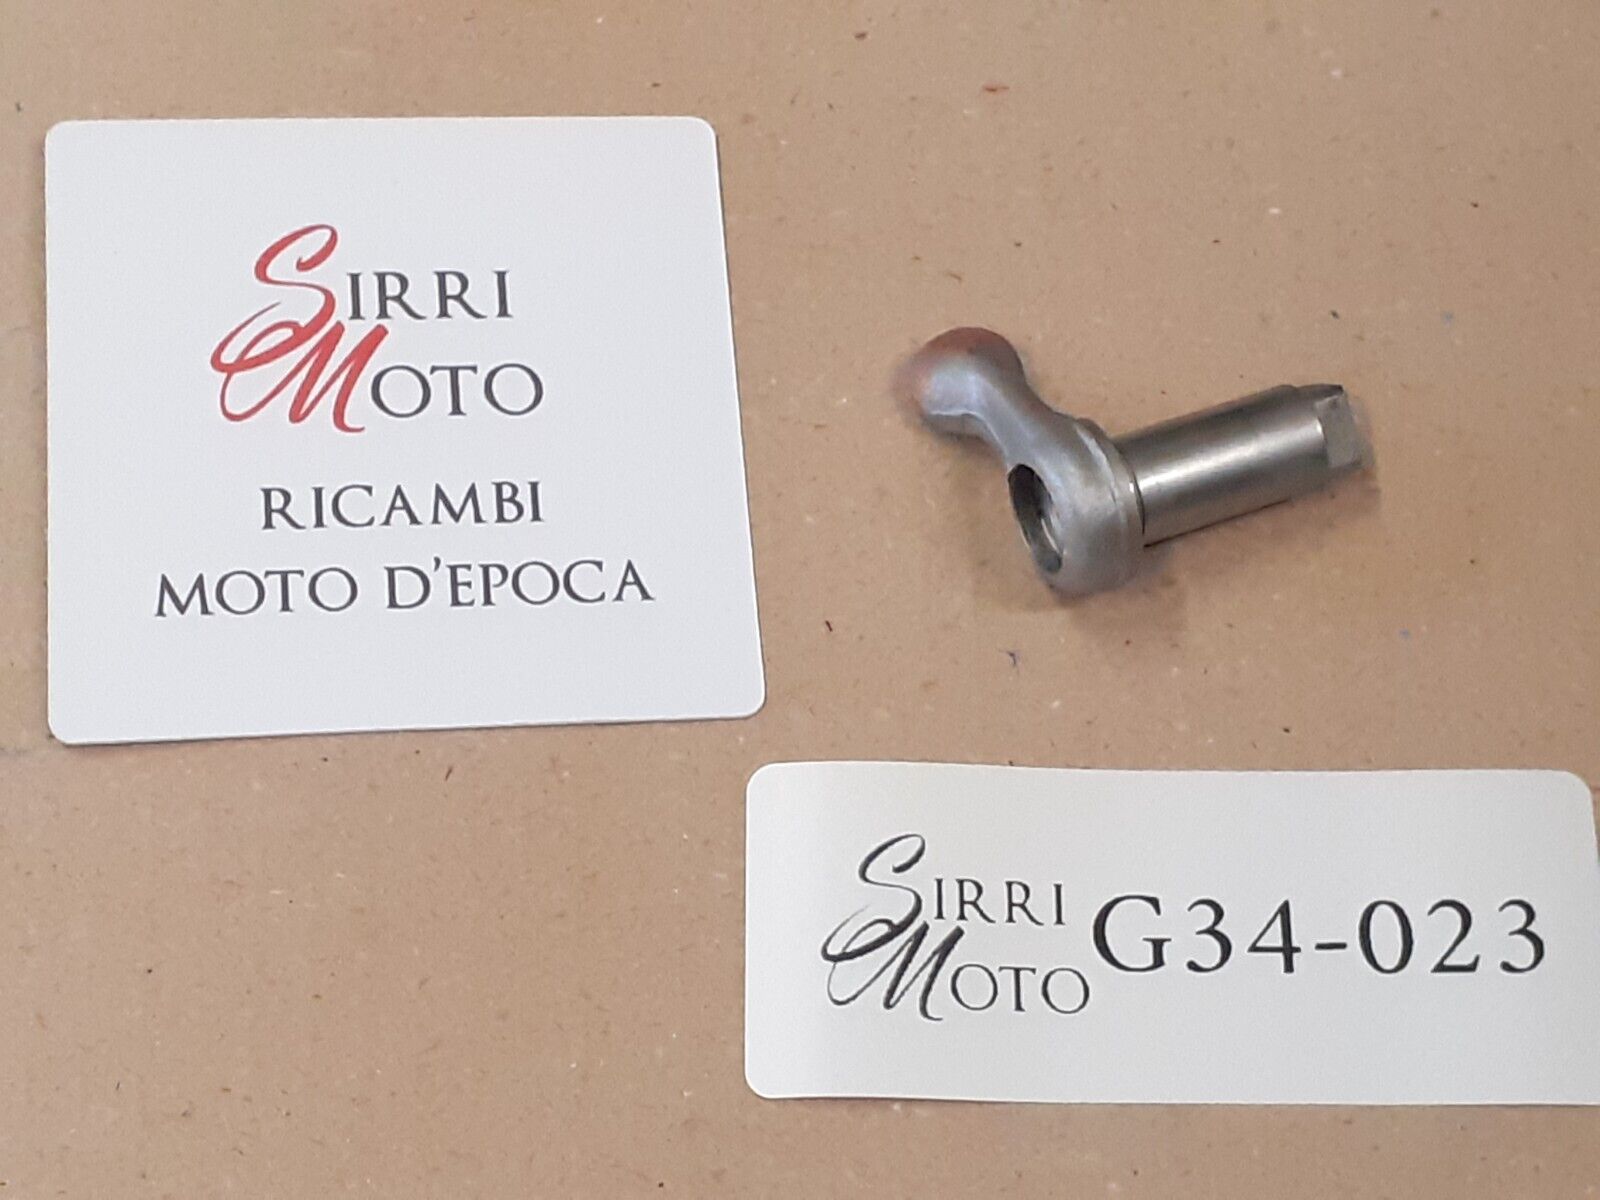 SIRRI
MOTO
RICAMBI
MOTO D'EPOCA
SIRRI
MOTO
G34-023